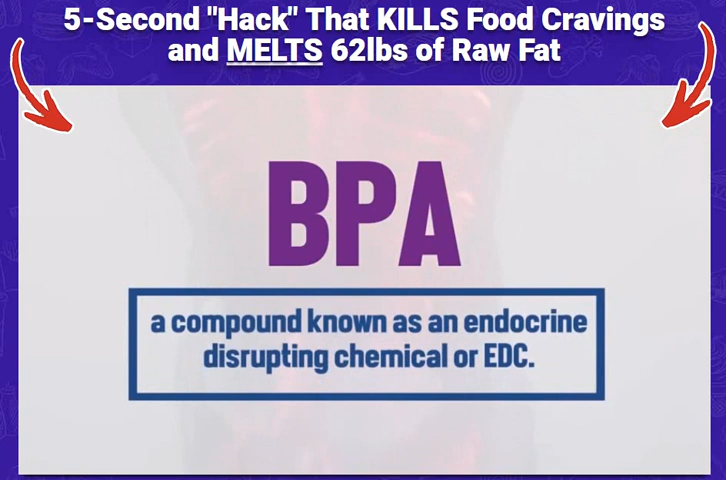 5-Second "Hack" That KILLS Food Cravings
and MELTS 62lbs of Raw Fat
BPA
a compound known as an endocrine
disrupting chemical or EDC.